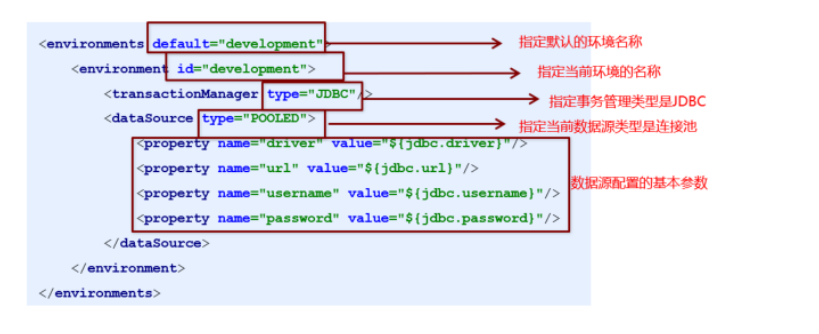 <environments default="development">
指定默认的环境名称
<environment id="development">
指定当前环境的名称
<transactionManager type="JDBC"/>
指定事务管理类型是JDBC
<dataSource type="POOLED">
指定当前数据源类型是连接池
<property name="driver" value="${jdbc.driver}"/>
<property name="url" value="${jdbc.url}"/>
<property name="username" value="${jdbc.username}"/>
数据源配置的基本参数
<property name="password" value="${jdbc.password}"/>
</dataSource>
</environment>
</environments>